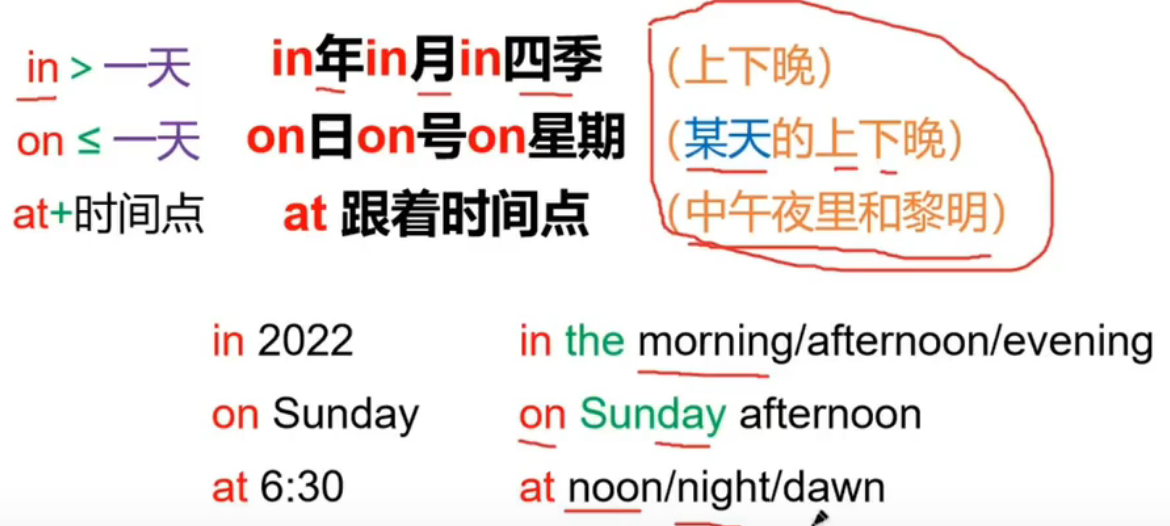 in > 一天 in年in月in四季 (上下晚)
on ≤ 一天 on日on号on星期 (某天的上下晚)
at+时间点 at 跟着时间点 (中午夜里和黎明)
in 2022 in the morning/afternoon/evening
on Sunday on Sunday afternoon
at 6:30 at noon/night/dawn